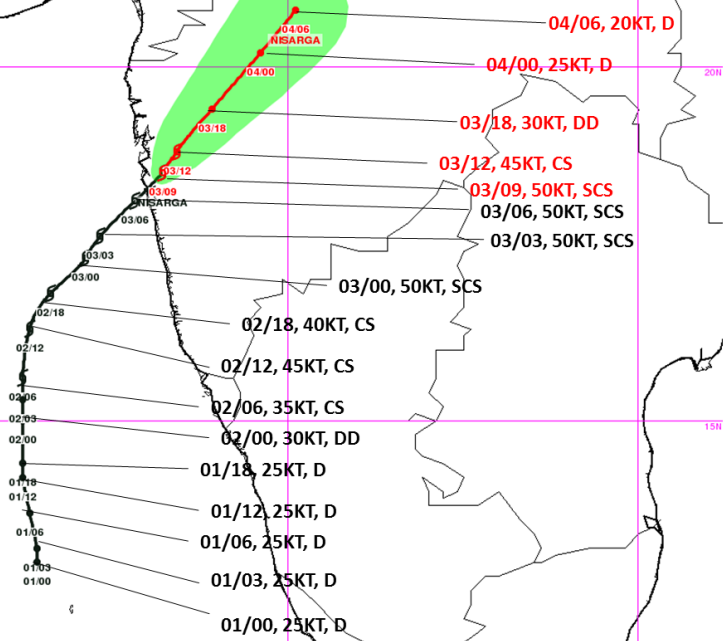 04/06, 20KT, D
04/06
NISARGA
04/00, 25KT, D
20N
04/00
03/18
03/18, 30KT, DD
03/12, 45KT, CS
03/12
03/09
03/09, 50KT, SCS
NISARGA
03/06, 50KT, SCS
03/06
03/03, 50KT, SCS
03/03
03/00
03/00, 50KT, SCS
02/18
02/18, 40KT, CS
02/12
02/12, 45KT, CS
02/06
02/06, 35KT, CS
02/03
15N
02/00
02/00, 30KT, DD
01/18, 25KT, D
01/18
01/12
01/12, 25KT, D
01/06
01/06, 25KT, D
01/03
01/03, 25KT, D
01/00
01/00, 25KT, D